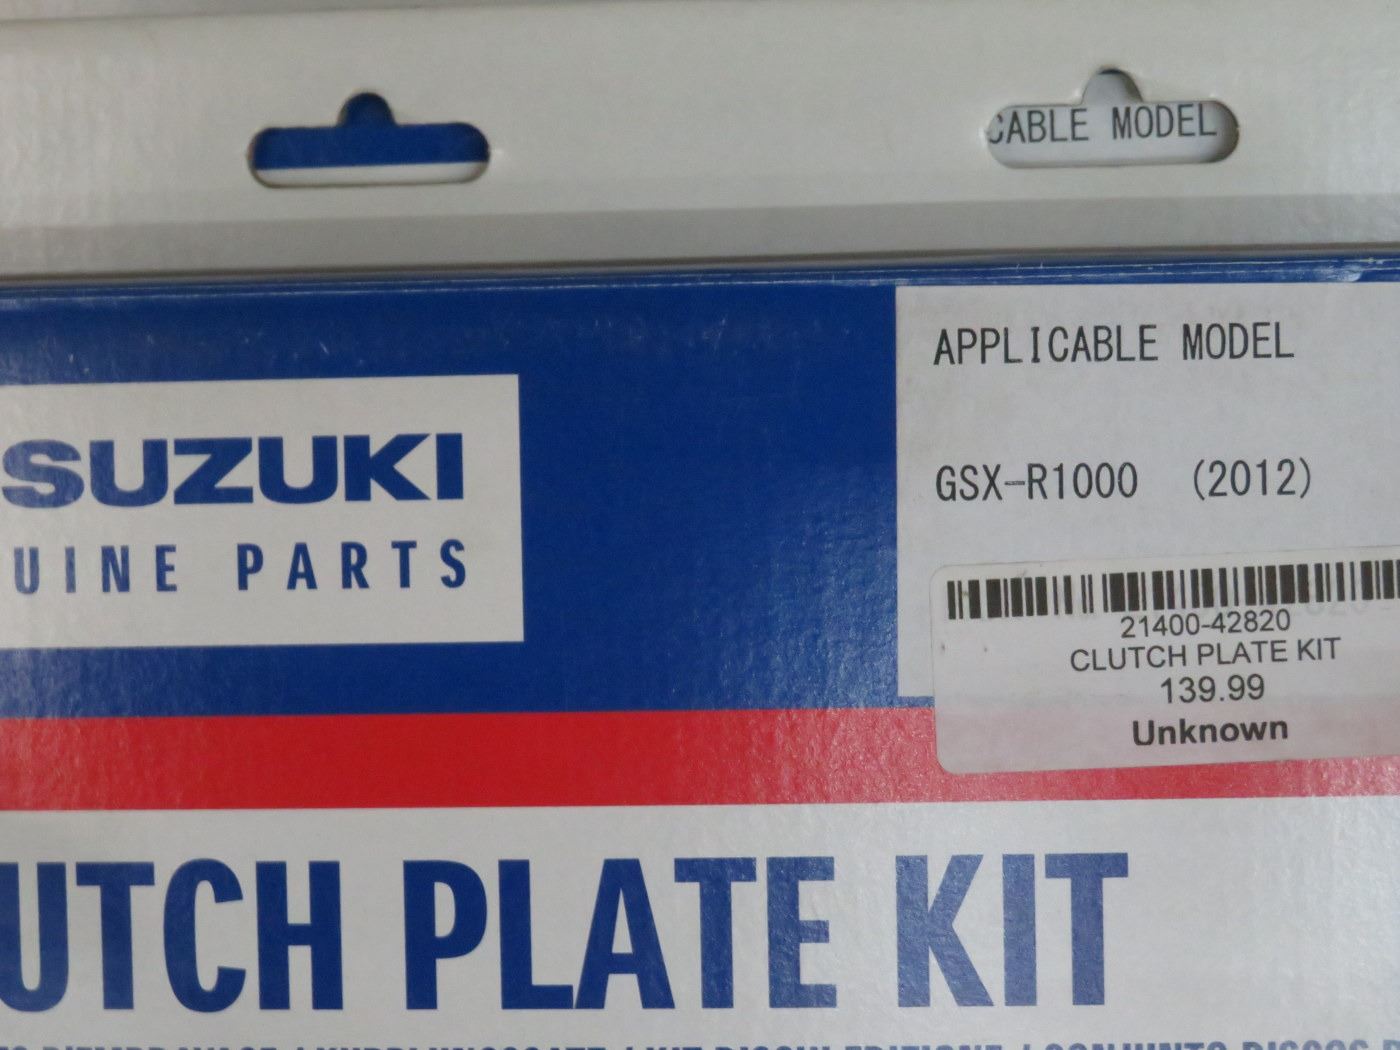 CABLE MODEL
APPLICABLE MODEL
SUZUKI
UINE PARTS
GSX-R1000 (2012)
21400-42820
CLUTCH PLATE KIT
139.99
Unknown
UTCH PLATE KIT